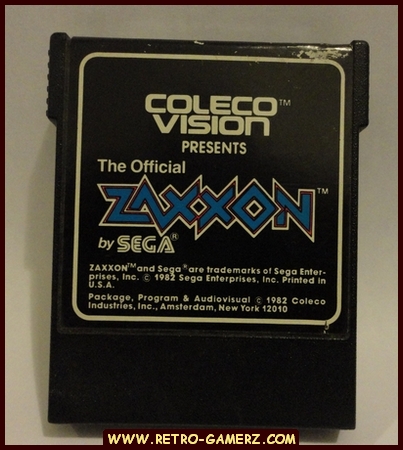 COLECO™
VISION
PRESENTS
The Official
ZAXXON™
by SEGA®
ZAXXON™ and Sega® are trademarks of Sega Enter-
prises, Inc. © 1982 Sega Enterprises, Inc. Printed in
U.S.A.
Package, Program & Audiovisual © 1982 Coleco
Industries, Inc., Amsterdam, New York 12010
WWW.RETRO-GAMERZ.COM